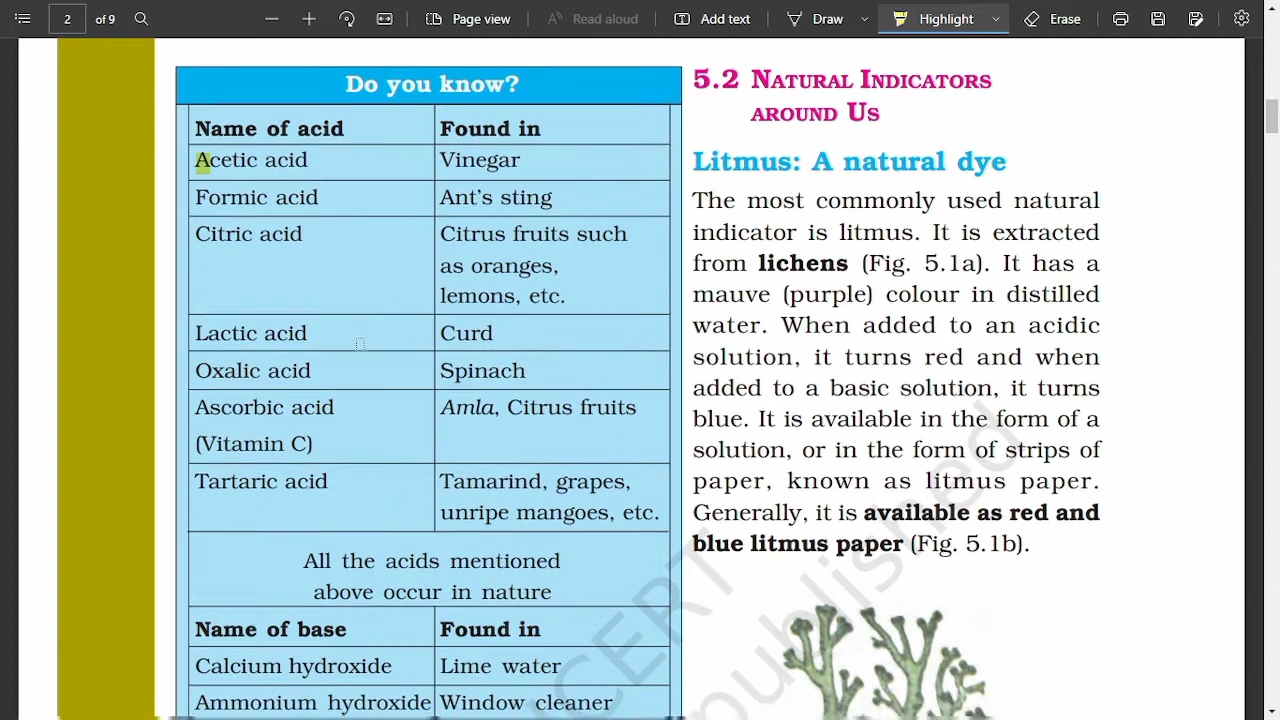 2 of 9
Page view
Read aloud
Add text
Draw
Highlight
Erase
Do you know?
Name of acid Found in
Acetic acid Vinegar
Formic acid Ant's sting
Citric acid Citrus fruits such
as oranges,
lemons, etc.
Lactic acid Curd
Oxalic acid Spinach
Ascorbic acid Amla, Citrus fruits
(Vitamin C)
Tartaric acid Tamarind, grapes,
unripe mangoes, etc.
All the acids mentioned
above occur in nature
Name of base Found in
Calcium hydroxide Lime water
Ammonium hydroxide Window cleaner
5.2 NATURAL INDICATORS
AROUND US
Litmus: A natural dye
The most commonly used natural
indicator is litmus. It is extracted
from lichens (Fig. 5.1a). It has a
mauve (purple) colour in distilled
water. When added to an acidic
solution, it turns red and when
added to a basic solution, it turns
blue. It is available in the form of a
solution, or in the form of strips of
paper, known as litmus paper.
Generally, it is available as red and
blue litmus paper (Fig. 5.1b).
CERT
published